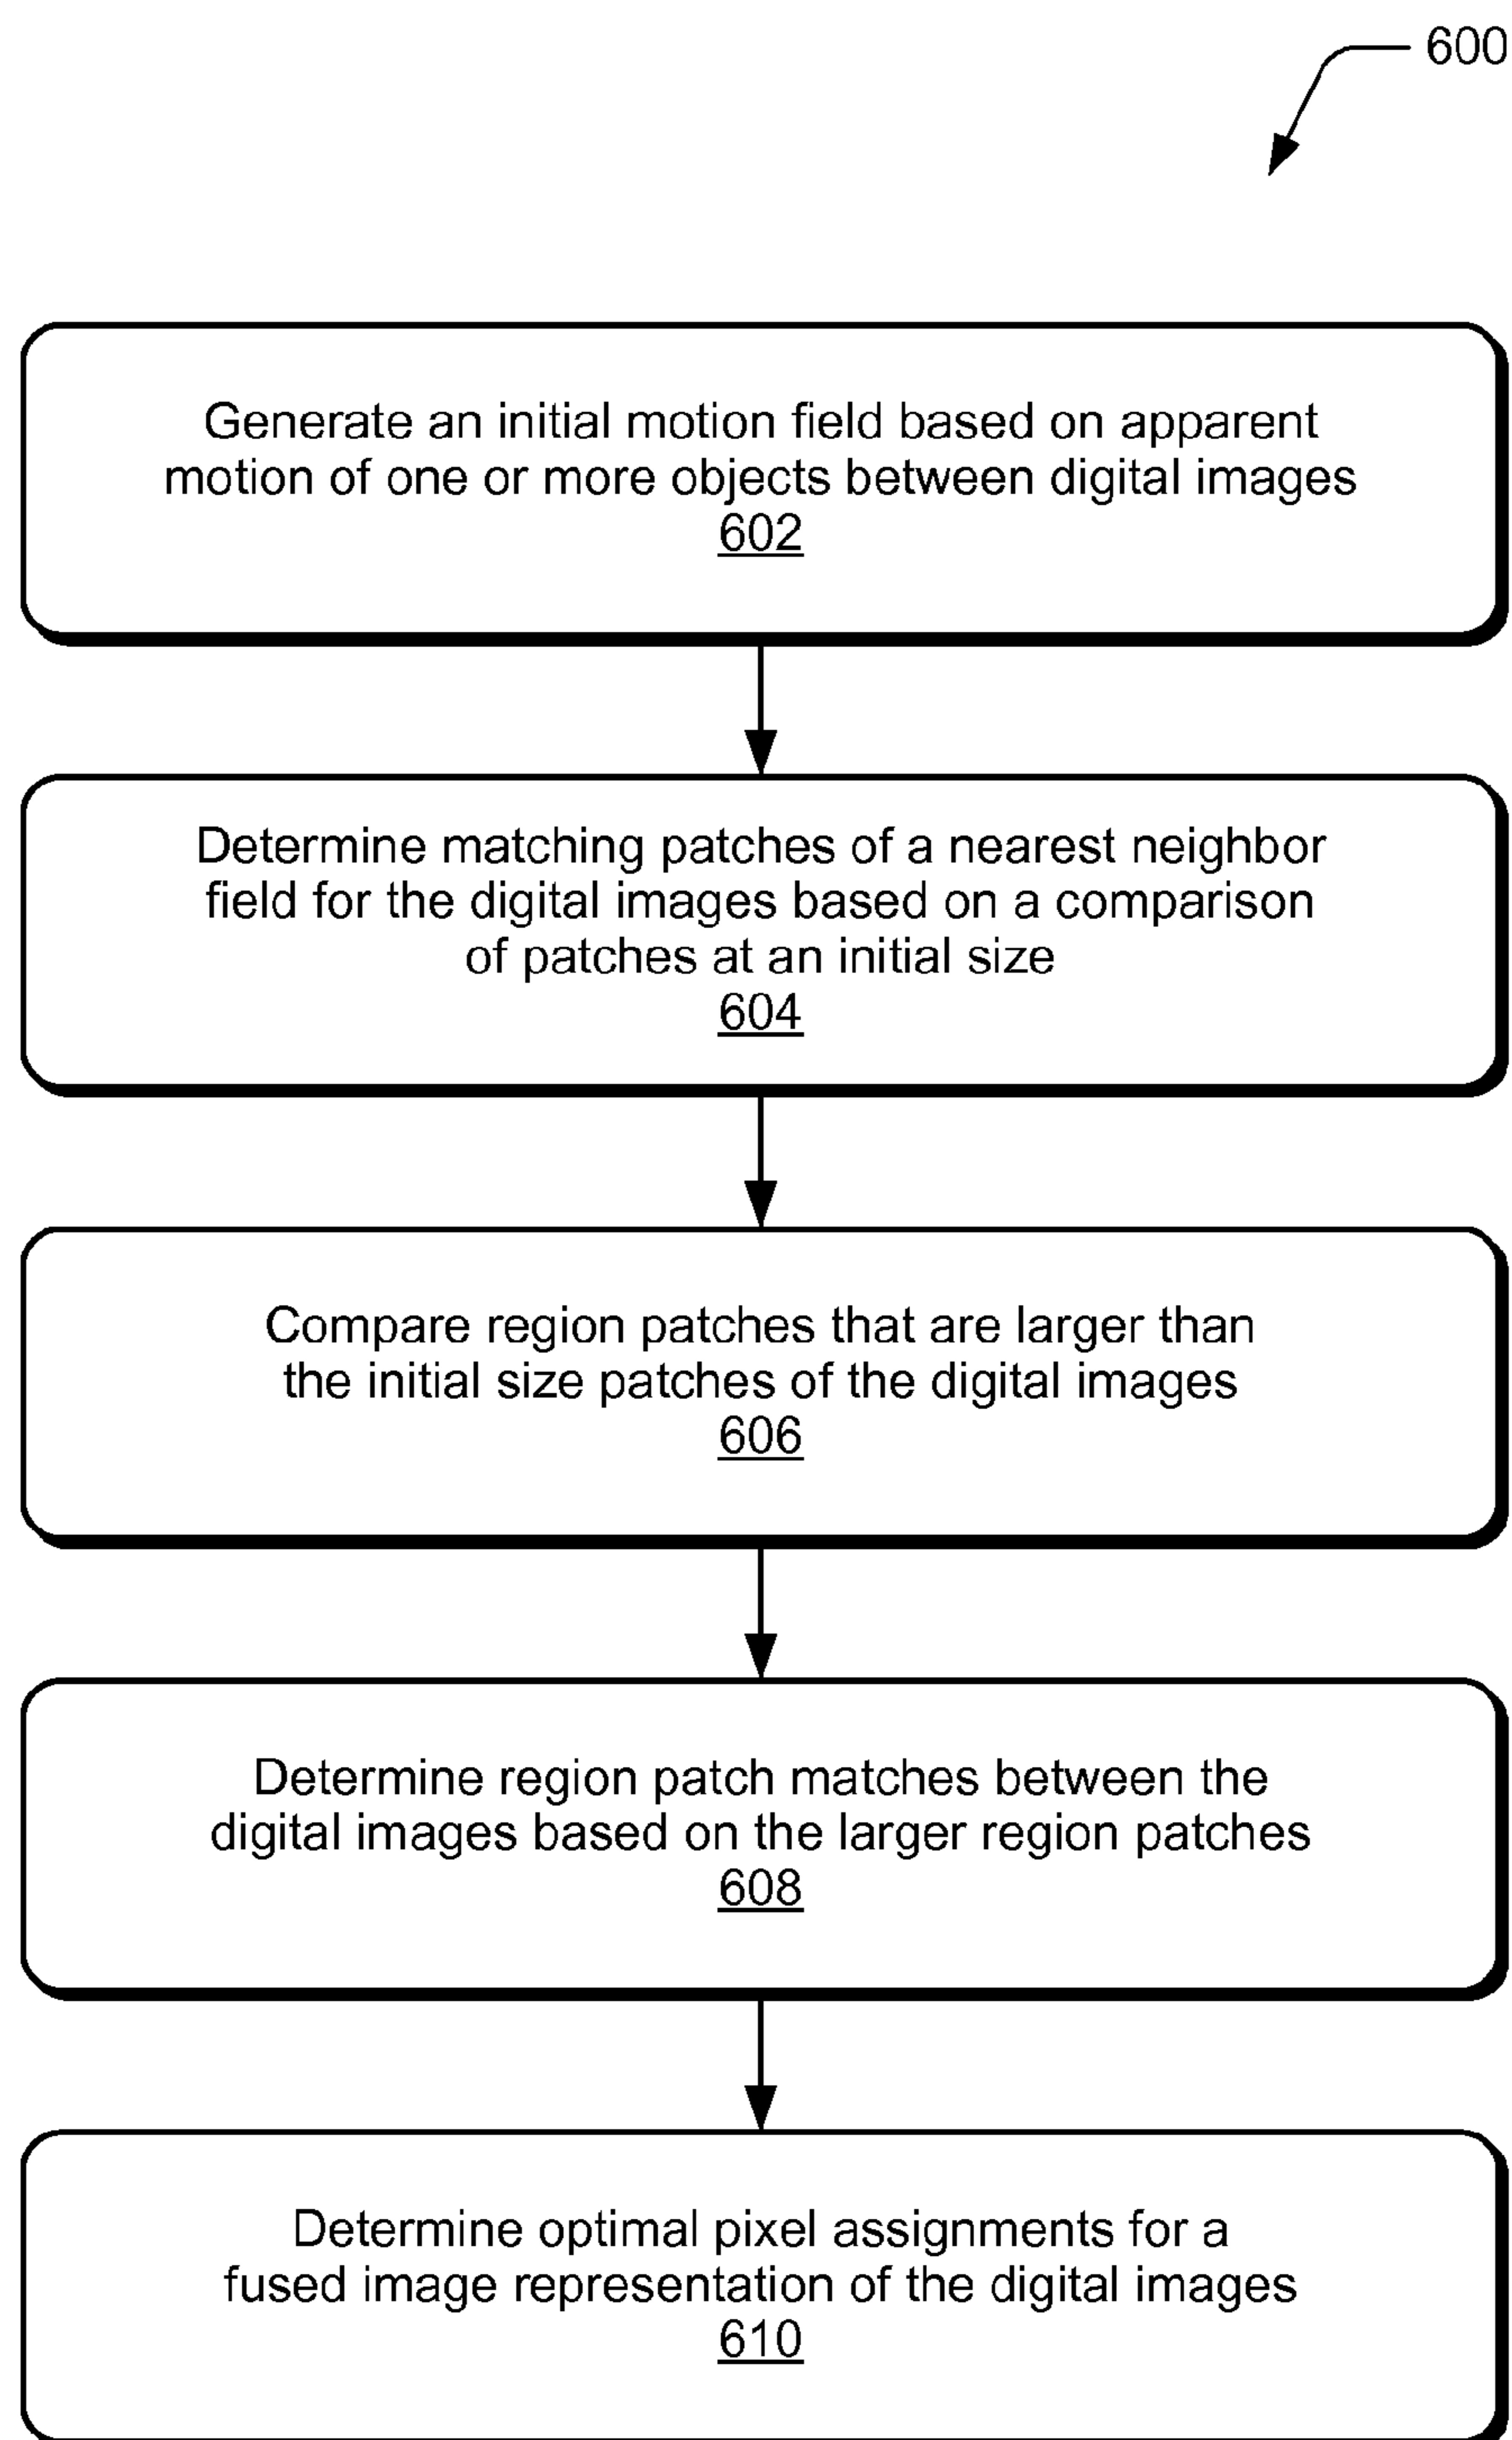 600
Generate an initial motion field based on apparent
motion of one or more objects between digital images
602
Determine matching patches of a nearest neighbor
field for the digital images based on a comparison
of patches at an initial size
604
Compare region patches that are larger than
the initial size patches of the digital images
606
Determine region patch matches between the
digital images based on the larger region patches
608
Determine optimal pixel assignments for a
fused image representation of the digital images
610